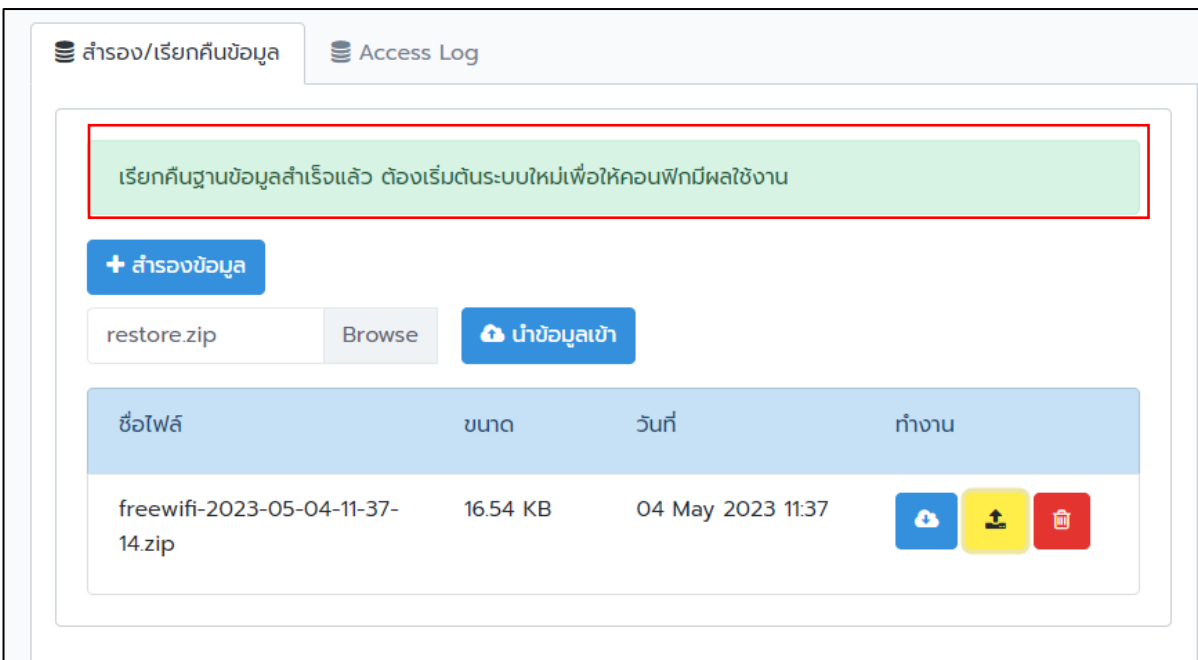 สำรอง/เรียกคืนข้อมูล Access Log
เรียกคืนฐานข้อมูลสำเร็จแล้ว ต้องเริ่มต้นระบบใหม่เพื่อให้คอนฟิกมีผลใช้งาน
+ สำรองข้อมูล
restore.zip Browse นำข้อมูลเข้า
ชื่อไฟล์ ขนาด วันที่ ทำงาน
freewifi-2023-05-04-11-37- 16.54 KB 04 May 2023 11:37
14.zip